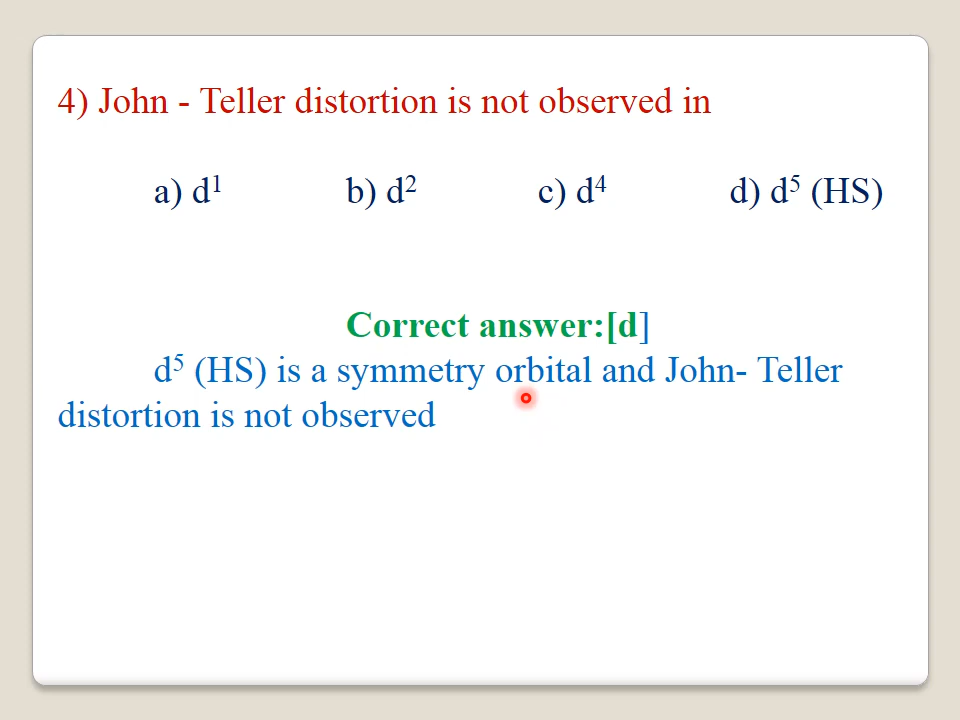 4) John - Teller distortion is not observed in
a) d¹ b) d² c) d⁴ d) d⁵ (HS)
Correct answer:[d]
d⁵ (HS) is a symmetry orbital and John- Teller
distortion is not observed